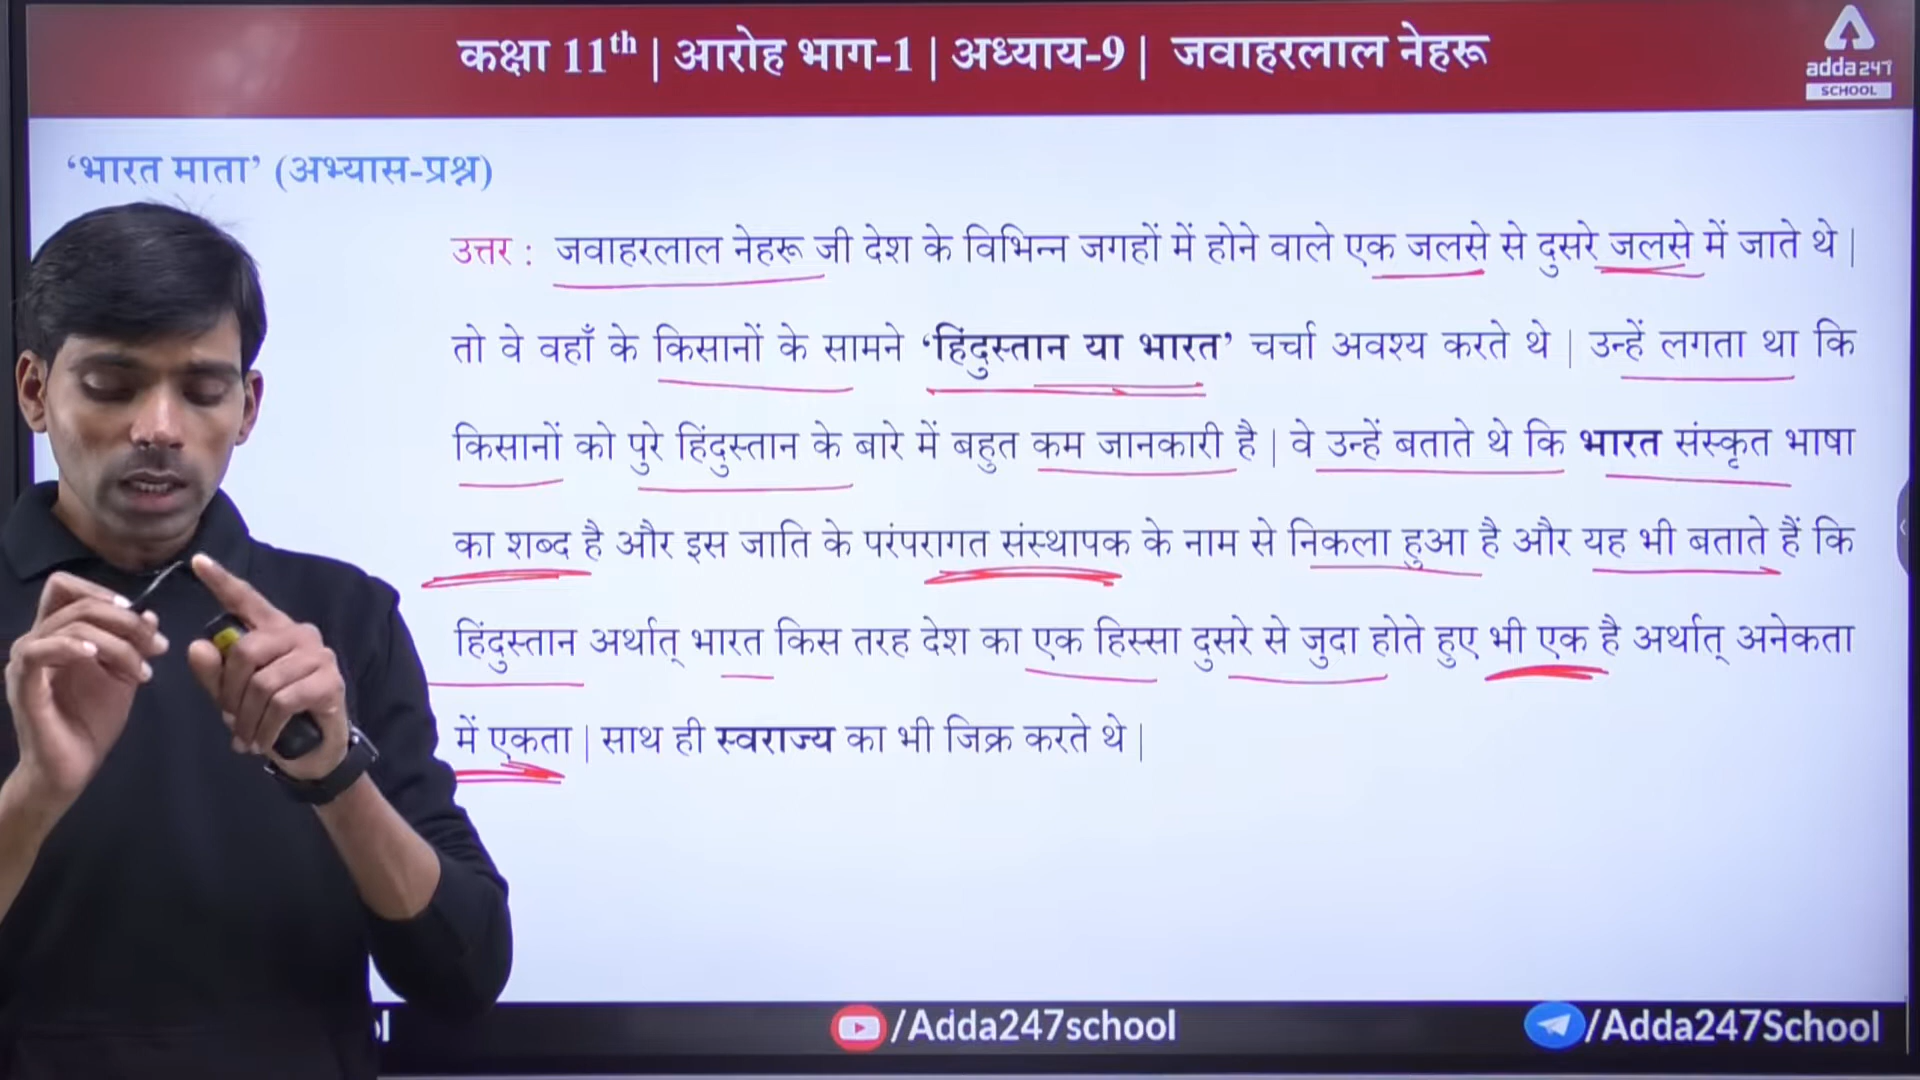 कक्षा 11th | आरोह भाग-1 | अध्याय-9 | जवाहरलाल नेहरू
adda247
SCHOOL
‘भारत माता’ (अभ्यास-प्रश्न)
उत्तर : जवाहरलाल नेहरू जी देश के विभिन्न जगहों में होने वाले एक जलसे से दुसरे जलसे में जाते थे |
तो वे वहाँ के किसानों के सामने ‘हिंदुस्तान या भारत’ चर्चा अवश्य करते थे | उन्हें लगता था कि
किसानों को पुरे हिंदुस्तान के बारे में बहुत कम जानकारी है | वे उन्हें बताते थे कि भारत संस्कृत भाषा
का शब्द है और इस जाति के परंपरागत संस्थापक के नाम से निकला हुआ है और यह भी बताते हैं कि
हिंदुस्तान अर्थात् भारत किस तरह देश का एक हिस्सा दुसरे से जुदा होते हुए भी एक है अर्थात् अनेकता
में एकता | साथ ही स्वराज्य का भी जिक्र करते थे |
/Adda247school
/Adda247School